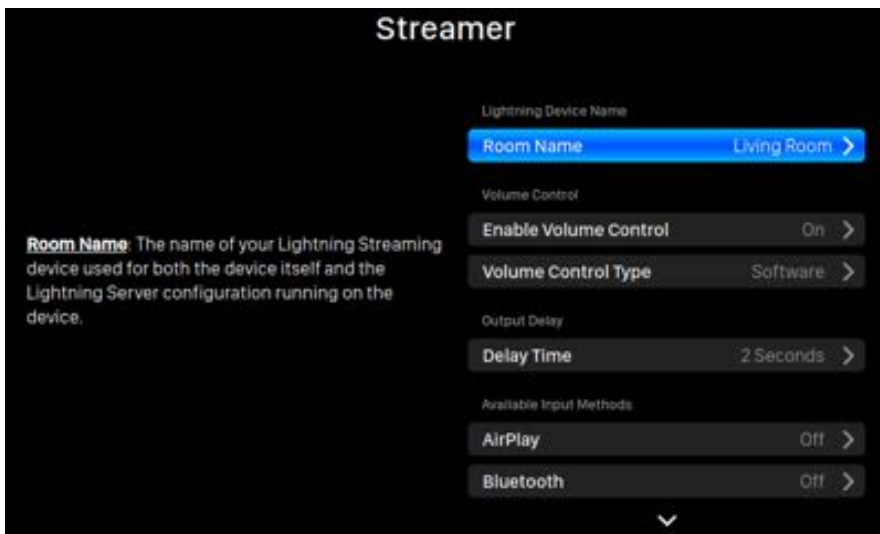 Streamer
Room Name: The name of your Lightning Streaming
device used for both the device itself and the
Lightning Server configuration running on the
device.
Lightning Device Name
Room Name Living Room
Volume Control
Enable Volume Control On
Volume Control Type Software
Output Delay
Delay Time 2 Seconds
Available Input Methods
AirPlay Off
Bluetooth Off